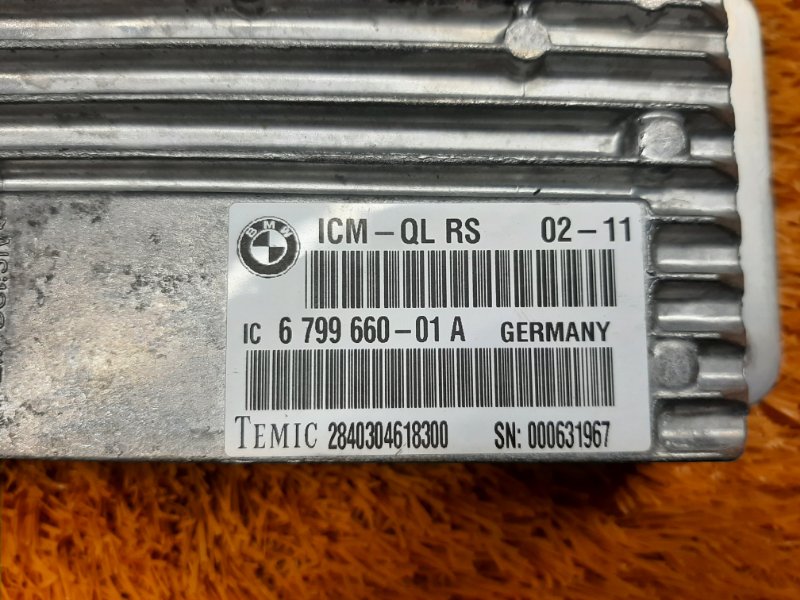 BMW
ICM-QL RS 02-11
IC 6 799 660-01 A GERMANY
TEMIC 2840304618300 SN: 000631967